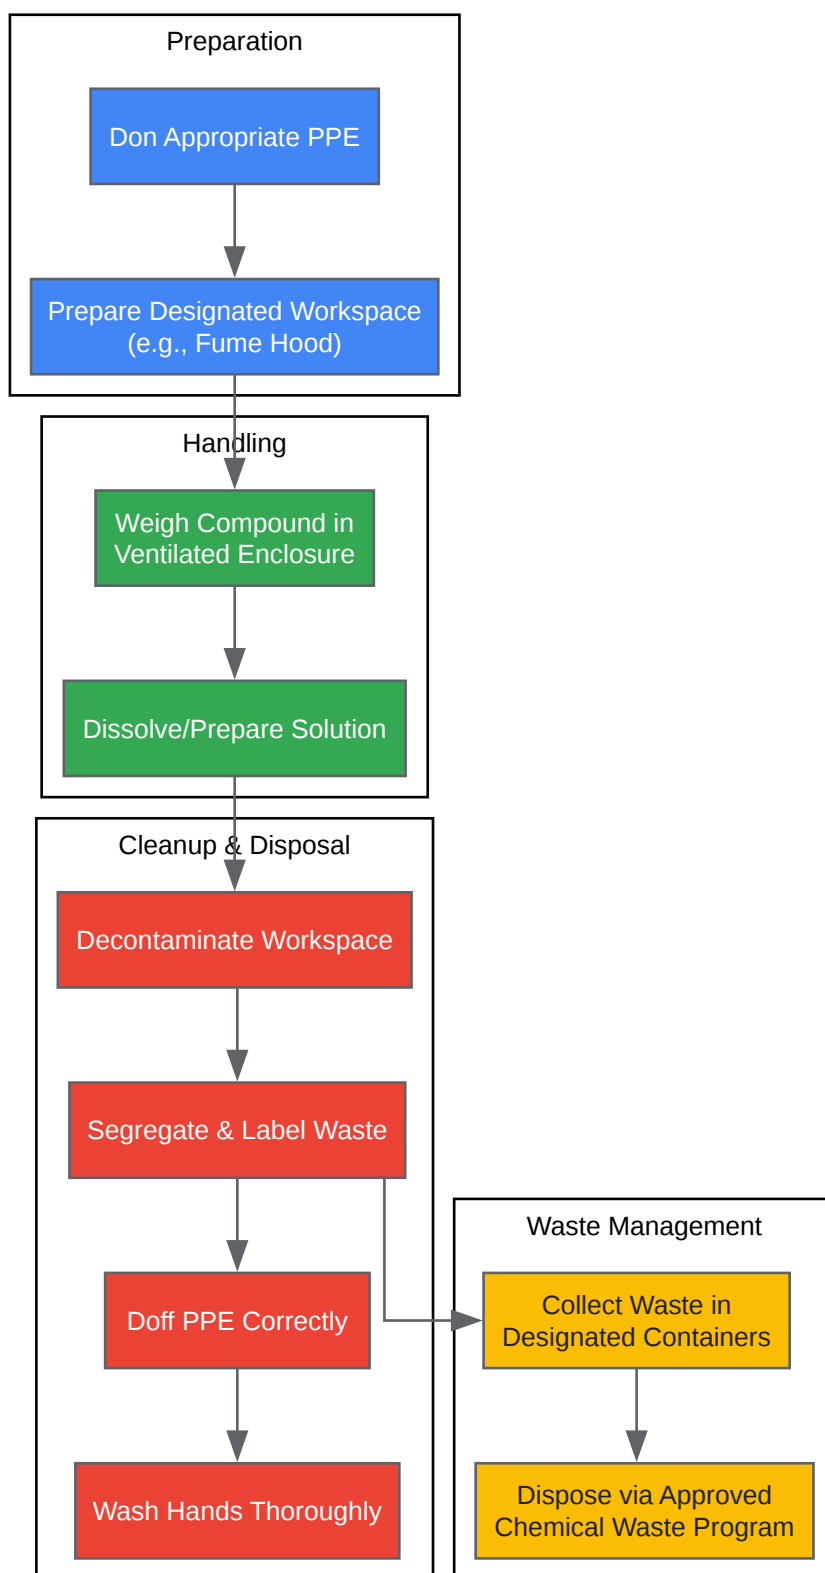 Preparation
Don Appropriate PPE
Prepare Designated Workspace
(e.g., Fume Hood)
Handling
Weigh Compound in
Ventilated Enclosure
Dissolve/Prepare Solution
Cleanup & Disposal
Decontaminate Workspace
Segregate & Label Waste
Doff PPE Correctly
Wash Hands Thoroughly
Waste Management
Collect Waste in
Designated Containers
Dispose via Approved
Chemical Waste Program